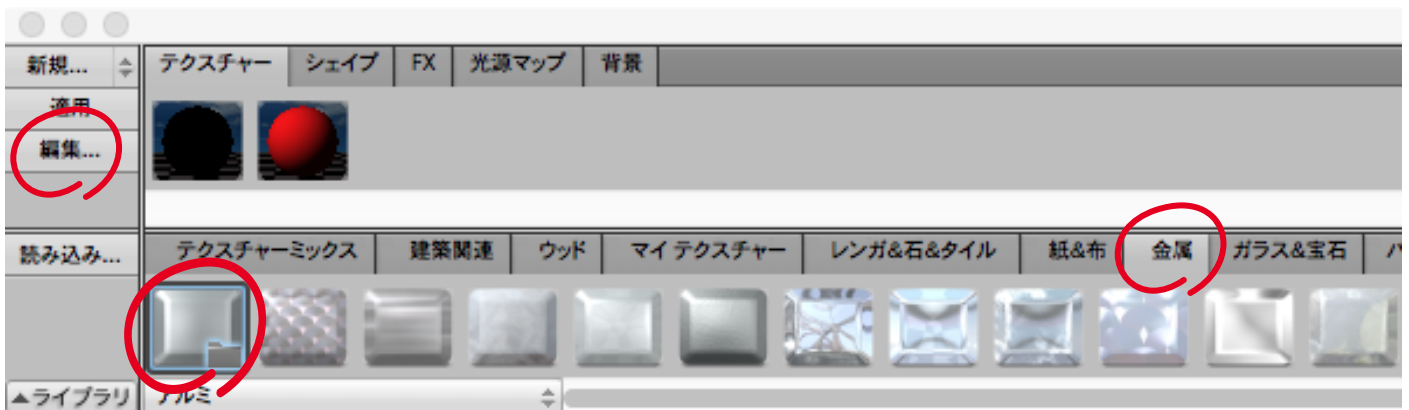 新規... テクスチャー シェイプ FX 光源マップ 背景
適用
編集...
読み込み... テクスチャーミックス 建築関連 ウッド マイ テクスチャー レンガ&石&タイル 紙&布 金属 ガラス&宝石
▲ライブラリ アルミ